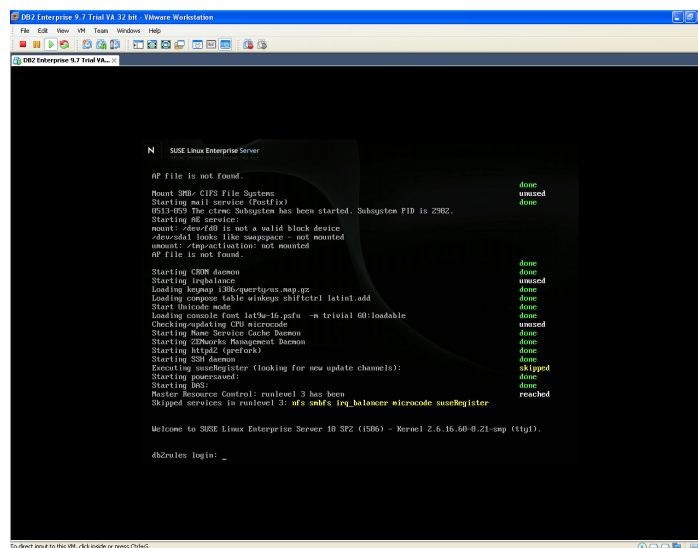 DB2 Enterprise 9.7 Trial VA 32 bit - VMware Workstation
File Edit View VM Team Windows Help
DB2 Enterprise 9.7 Trial VA... ×
N SUSE Linux Enterprise Server
AP file is not found.
done
Mount SMB/ CIFS File Systems unused
Starting mail service (Postfix) done
0513-059 The ctrmc Subsystem has been started. Subsystem PID is 2982.
Starting AE service:
mount: /dev/fd0 is not a valid block device
/dev/sda1 looks like swapspace - not mounted
umount: /tmp/activation: not mounted
AP file is not found.
done
Starting CRON daemon done
Starting irqbalance unused
Loading keymap i386/qwerty/us.map.gz done
Loading compose table winkeys shiftctrl latin1.add done
Start Unicode mode done
Loading console font lat9w-16.psfu -m trivial G0:loadable done
Checking/updating CPU microcode unused
Starting Name Service Cache Daemon done
Starting ZENworks Management Daemon done
Starting httpd2 (prefork) done
Starting SSH daemon done
Executing suseRegister (looking for new update channels): skipped
Starting powersaved: done
Starting DAS: done
Master Resource Control: runlevel 3 has been reached
Skipped services in runlevel 3: nfs smbfs irq_balancer microcode suseRegister
Welcome to SUSE Linux Enterprise Server 10 SP2 (i586) - Kernel 2.6.16.60-0.21-smp (tty1).
db2rules login: _
To direct input to this VM, click inside or press Ctrl+G.